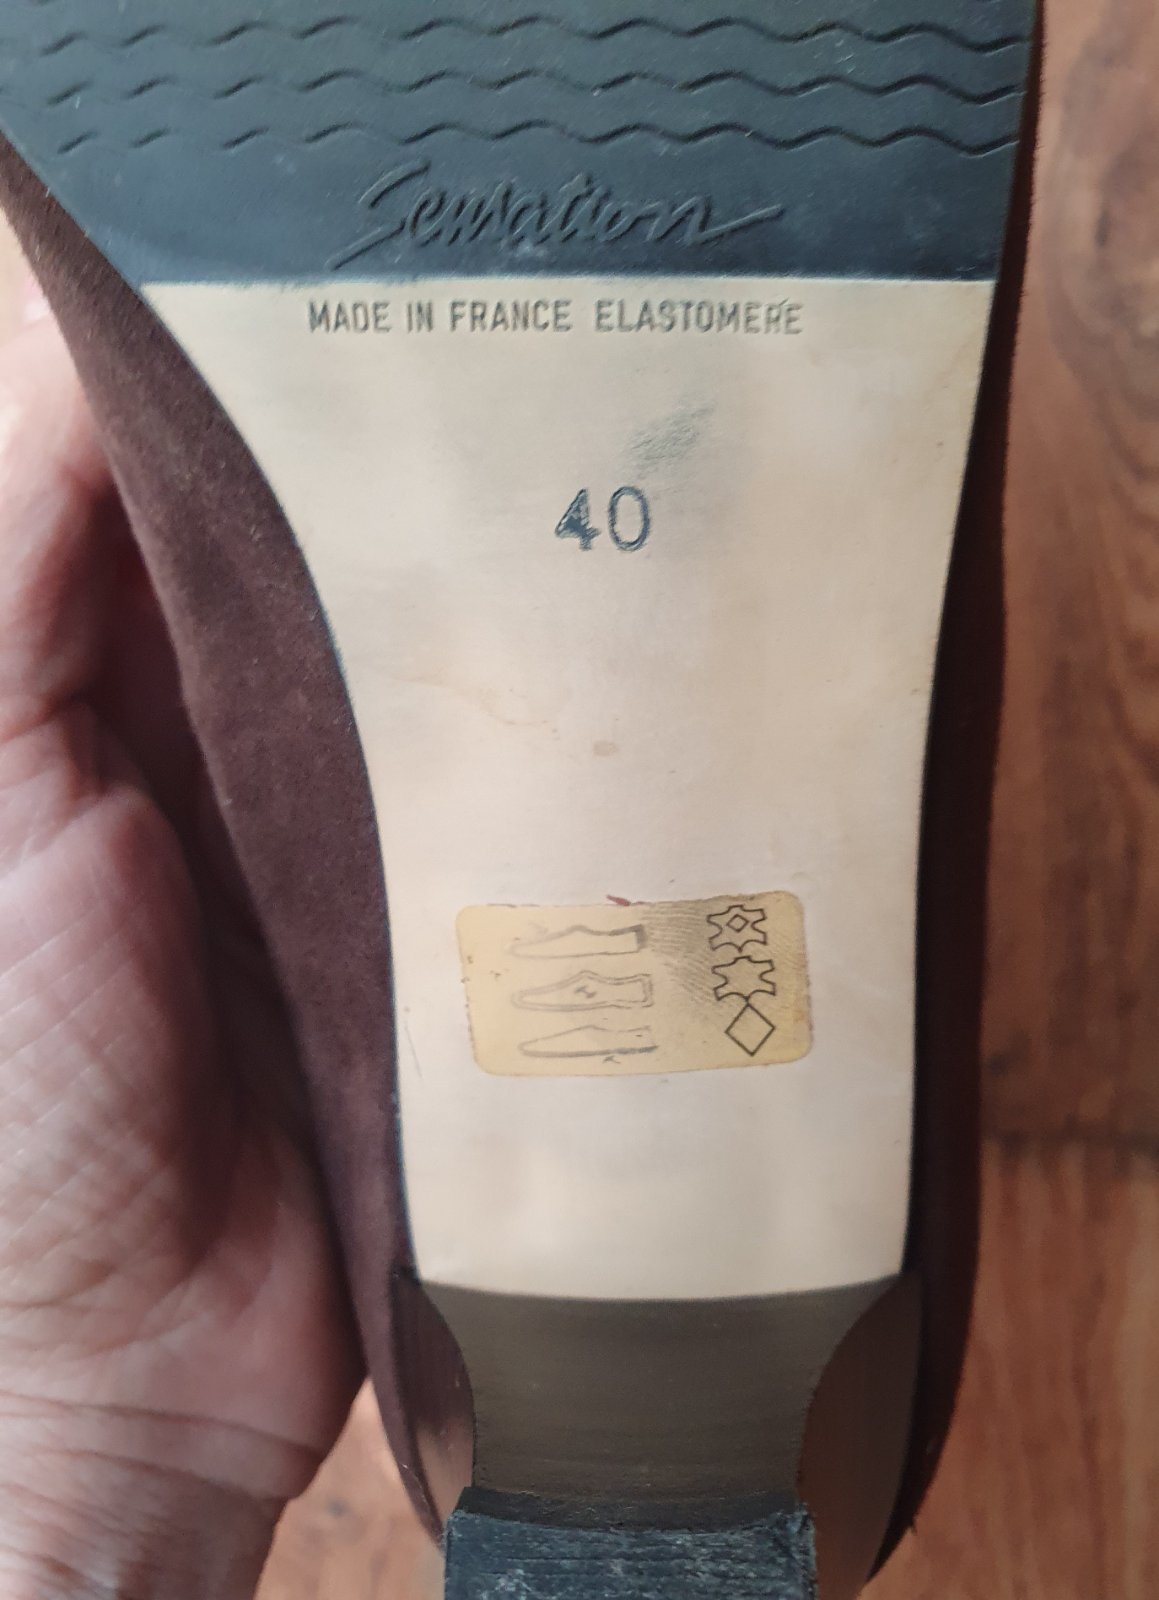 Sensation
MADE IN FRANCE ELASTOMERE
40